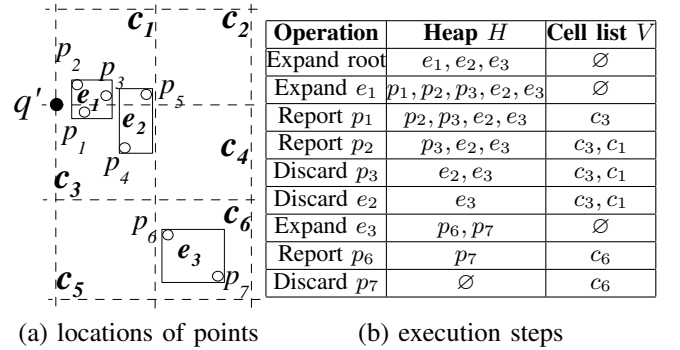 c1 c2
p2 p3
e1 p5
q' e2
p1
p4 c4
c3
c6
p6
e3
p7
c5
(a) locations of points
Operation Heap H Cell list V
Expand root e1, e2, e3 ∅
Expand e1 p1, p2, p3, e2, e3 ∅
Report p1 p2, p3, e2, e3 c3
Report p2 p3, e2, e3 c3, c1
Discard p3 e2, e3 c3, c1
Discard e2 e3 c3, c1
Expand e3 p6, p7 ∅
Report p6 p7 c6
Discard p7 ∅ c6
(b) execution steps